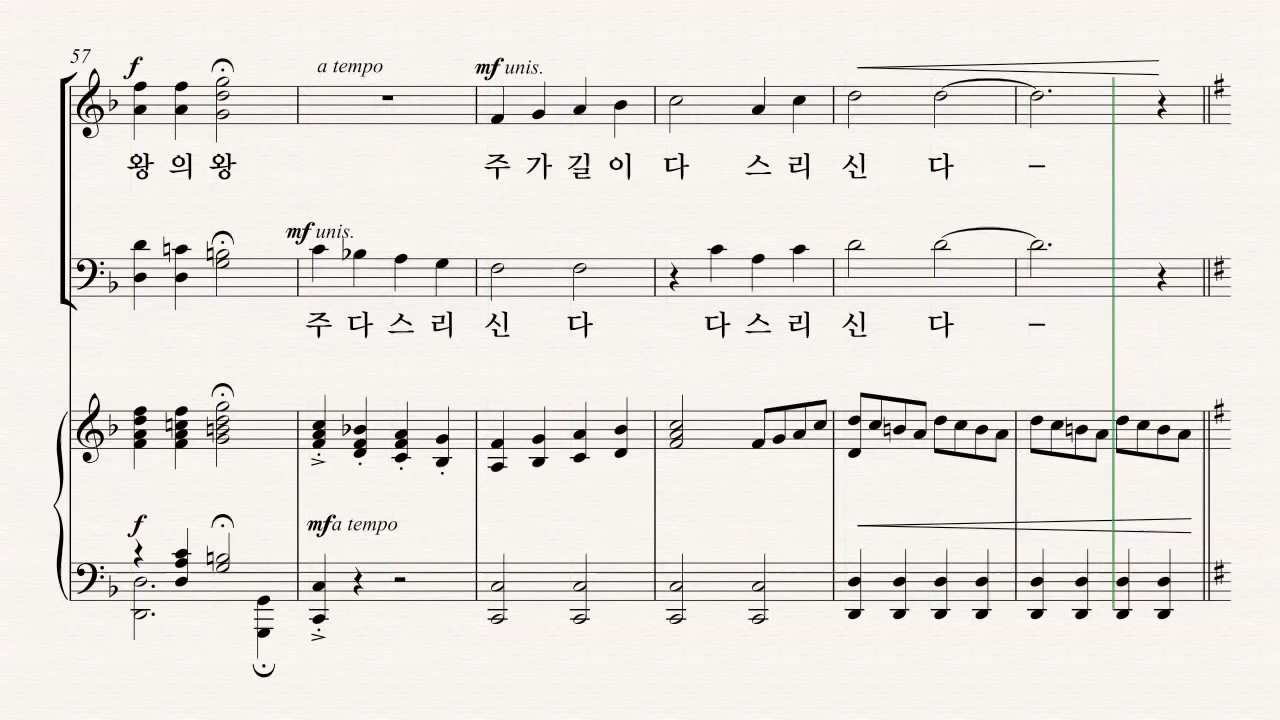 57
f
a tempo
mf unis.
왕 의 왕 주 가 길 이 다 스 리 신 다 –
mf unis.
주 다 스 리 신 다 다 스 리 신 다 –
f
mf a tempo